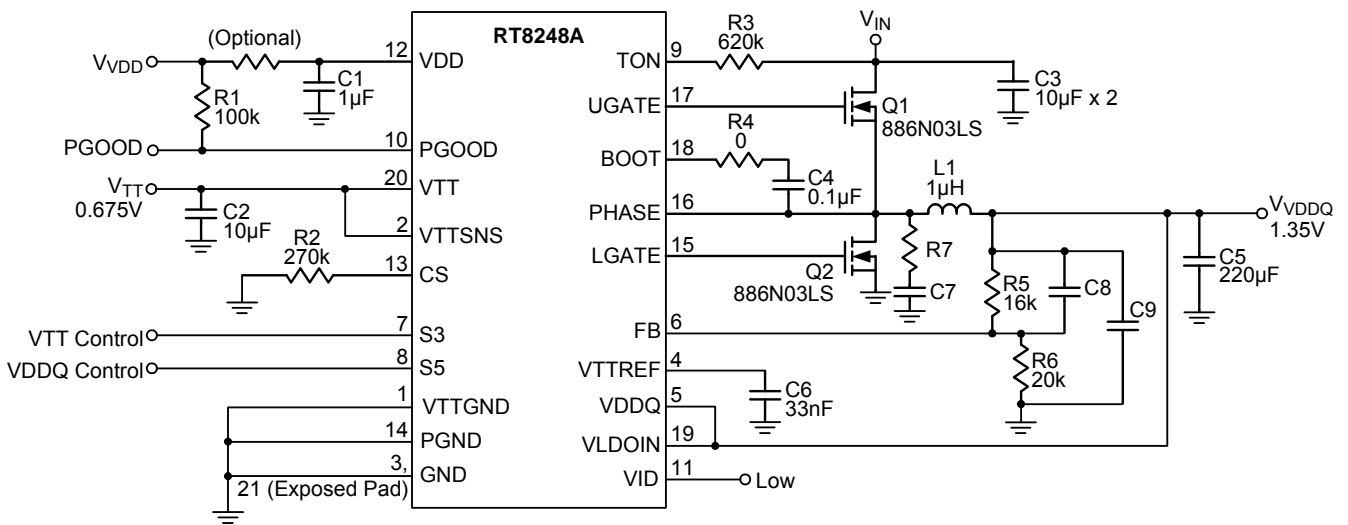 RT8248A
(Optional)
V_VDD
12
VDD
C1
1µF
R1
100k
PGOOD
10
PGOOD
V_TT
0.675V
20
VTT
C2
10µF
2
VTTSNS
R2
270k
13
CS
VTT Control
7
S3
VDDQ Control
8
S5
1
VTTGND
14
PGND
3,
21 (Exposed Pad)
GND
TON
9
R3
620k
V_IN
C3
10µF x 2
UGATE
17
Q1
886N03LS
BOOT
18
R4
0
C4
0.1µF
PHASE
16
L1
1µH
V_VDDQ
1.35V
LGATE
15
Q2
886N03LS
R7
C7
R5
16k
C8
C9
C5
220µF
FB
6
R6
20k
VTTREF
4
C6
33nF
VDDQ
5
VLDOIN
19
VID
11
Low